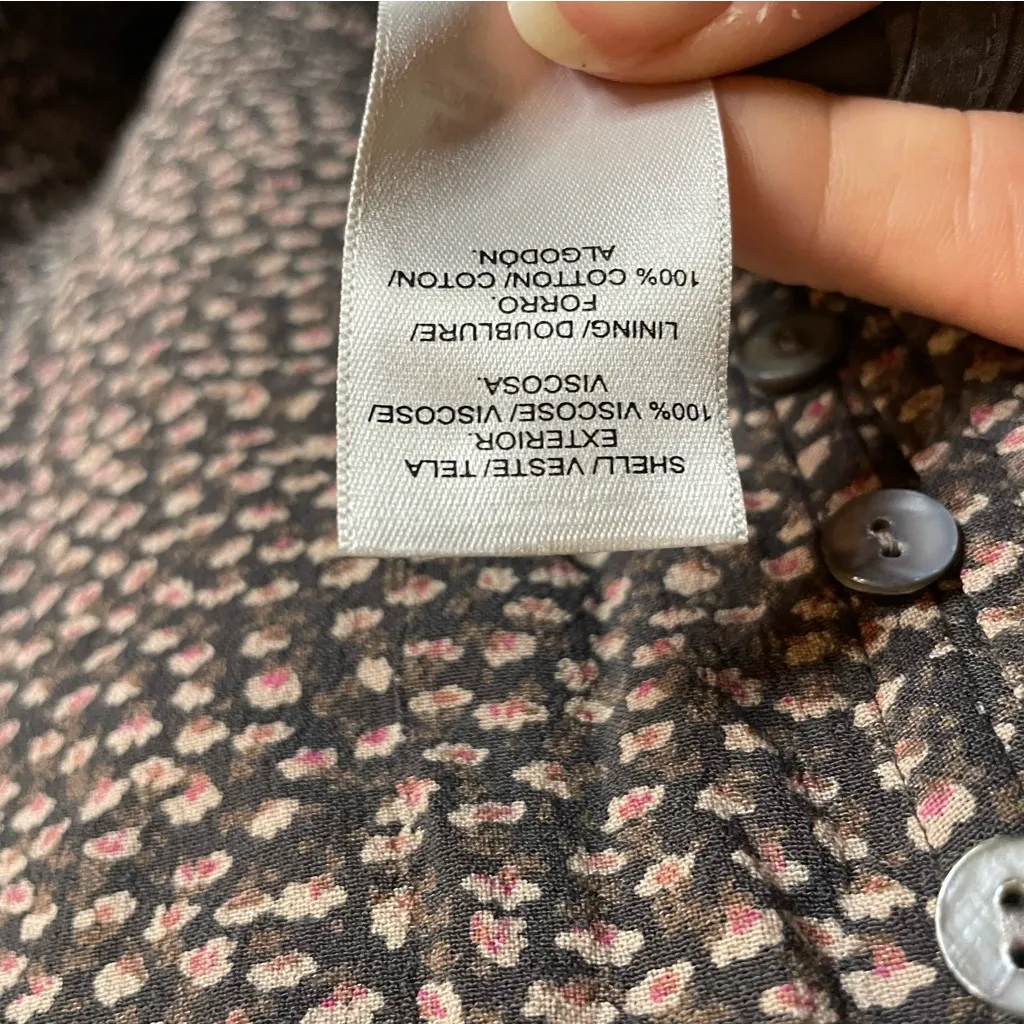 SHELL/ VESTE/ TELA
EXTERIOR.
100% VISCOSE/ VISCOSE/
VISCOSA.
LINING/ DOUBLURE/
FORRO.
100% COTTON/ COTON/
ALGODÓN.